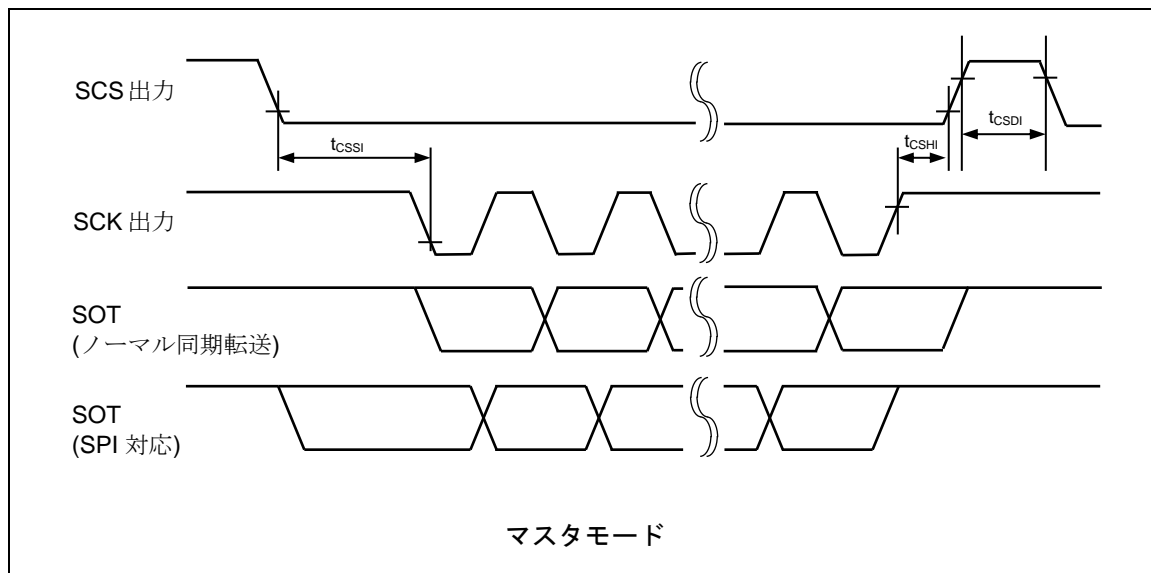 SCS 出力
tCSSI
tCSHI
tCSDI
SCK 出力
SOT
(ノーマル同期転送)
SOT
(SPI 対応)
マスタモード